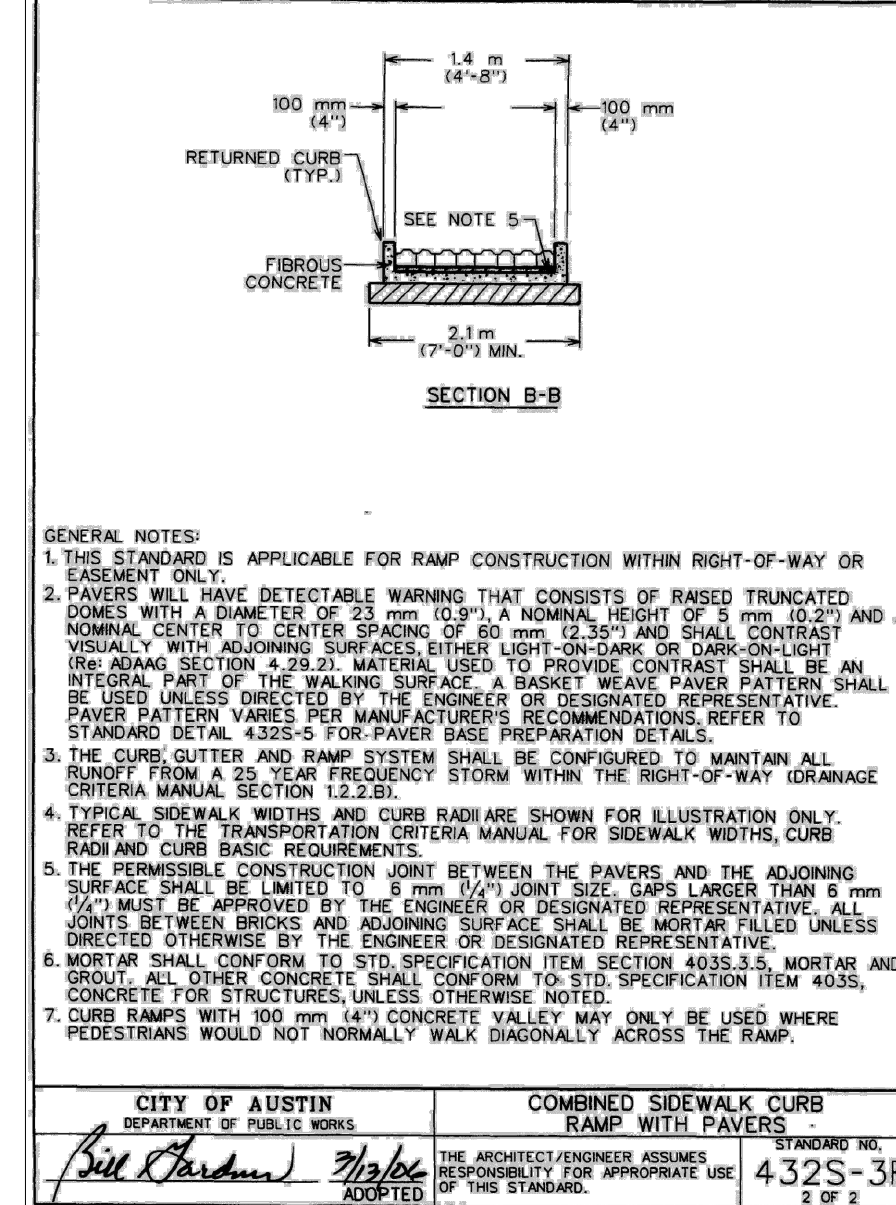 1.4 m
(4'-8")
100 mm
(4")
100 mm
(4")
RETURNED CURB
(TYP.)
SEE NOTE 5
FIBROUS
CONCRETE
2.1 m
(7'-0") MIN.
SECTION B-B
GENERAL NOTES:
1. THIS STANDARD IS APPLICABLE FOR RAMP CONSTRUCTION WITHIN RIGHT-OF-WAY OR
EASEMENT ONLY.
2. PAVERS WILL HAVE DETECTABLE WARNING THAT CONSISTS OF RAISED TRUNCATED
DOMES WITH A DIAMETER OF 23 mm (0.9"), A NOMINAL HEIGHT OF 5 mm (0.2") AND
NOMINAL CENTER TO CENTER SPACING OF 60 mm (2.35") AND SHALL CONTRAST
VISUALLY WITH ADJOINING SURFACES, EITHER LIGHT-ON-DARK OR DARK-ON-LIGHT
(Re: ADAAG SECTION 4.29.2). MATERIAL USED TO PROVIDE CONTRAST SHALL BE AN
INTEGRAL PART OF THE WALKING SURFACE. A BASKET WEAVE PAVER PATTERN SHALL
BE USED UNLESS DIRECTED BY THE ENGINEER OR DESIGNATED REPRESENTATIVE.
PAVER PATTERN VARIES PER MANUFACTURER'S RECOMMENDATIONS. REFER TO
STANDARD DETAIL 432S-5 FOR PAVER BASE PREPARATION DETAILS.
3. THE CURB, GUTTER AND RAMP SYSTEM SHALL BE CONFIGURED TO MAINTAIN ALL
RUNOFF FROM A 25 YEAR FREQUENCY STORM WITHIN THE RIGHT-OF-WAY (DRAINAGE
CRITERIA MANUAL SECTION 1.2.2.B).
4. TYPICAL SIDEWALK WIDTHS AND CURB RADII ARE SHOWN FOR ILLUSTRATION ONLY.
REFER TO THE TRANSPORTATION CRITERIA MANUAL FOR SIDEWALK WIDTHS, CURB
RADII AND CURB BASIC REQUIREMENTS.
5. THE PERMISSIBLE CONSTRUCTION JOINT BETWEEN THE PAVERS AND THE ADJOINING
SURFACE SHALL BE LIMITED TO 6 mm (1/4") JOINT SIZE. GAPS LARGER THAN 6 mm
(1/4") MUST BE APPROVED BY THE ENGINEER OR DESIGNATED REPRESENTATIVE. ALL
JOINTS BETWEEN BRICKS AND ADJOINING SURFACE SHALL BE MORTAR FILLED UNLESS
DIRECTED OTHERWISE BY THE ENGINEER OR DESIGNATED REPRESENTATIVE.
6. MORTAR SHALL CONFORM TO STD. SPECIFICATION ITEM SECTION 403S.3.5, MORTAR AND
GROUT. ALL OTHER CONCRETE SHALL CONFORM TO STD. SPECIFICATION ITEM 403S,
CONCRETE FOR STRUCTURES, UNLESS OTHERWISE NOTED.
7. CURB RAMPS WITH 100 mm (4") CONCRETE VALLEY MAY ONLY BE USED WHERE
PEDESTRIANS WOULD NOT NORMALLY WALK DIAGONALLY ACROSS THE RAMP.
CITY OF AUSTIN
DEPARTMENT OF PUBLIC WORKS
COMBINED SIDEWALK CURB
RAMP WITH PAVERS
Bill Gardner 3/13/06
ADOPTED
THE ARCHITECT/ENGINEER ASSUMES
RESPONSIBILITY FOR APPROPRIATE USE
OF THIS STANDARD.
STANDARD NO.
432S-3
2 OF 2